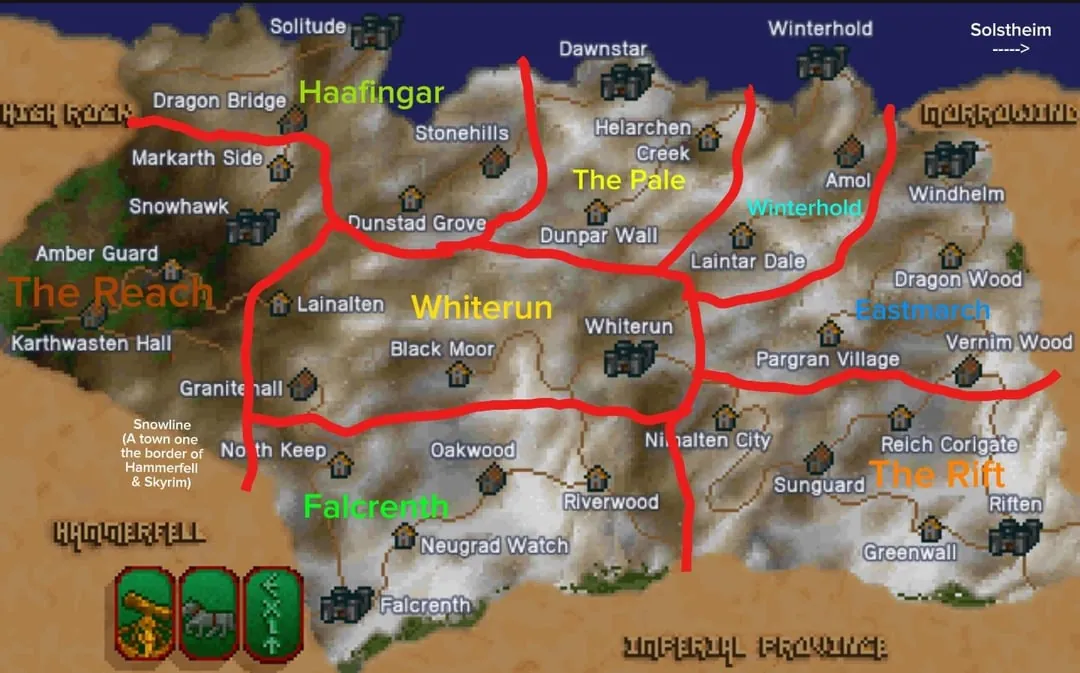 Solitude
Winterhold
Solstheim
----->
Dawnstar
Haafingar
Dragon Bridge
HIGH ROCK
MORROWIND
Stonehills
Helarchen
Creek
Markarth Side
Amol
The Pale
Windhelm
Snowhawk
Winterhold
Dunstad Grove
Dunpar Wall
Amber Guard
Laintar Dale
Dragon Wood
The Reach
Lainalten
Whiterun
Eastmarch
Whiterun
Karthwasten Hall
Black Moor
Pargran Village
Vernim Wood
Granitehall
Snowline
(A town one
the border of
Hammerfell
& Skyrim)
North Keep
Oakwood
Nimalten City
Reich Corigate
The Rift
Sunguard
Riverwood
Falcrenth
Riften
HAMMERFELL
Neugrad Watch
Greenwall
EXIT
Falcrenth
IMPERIAL PROVINCE